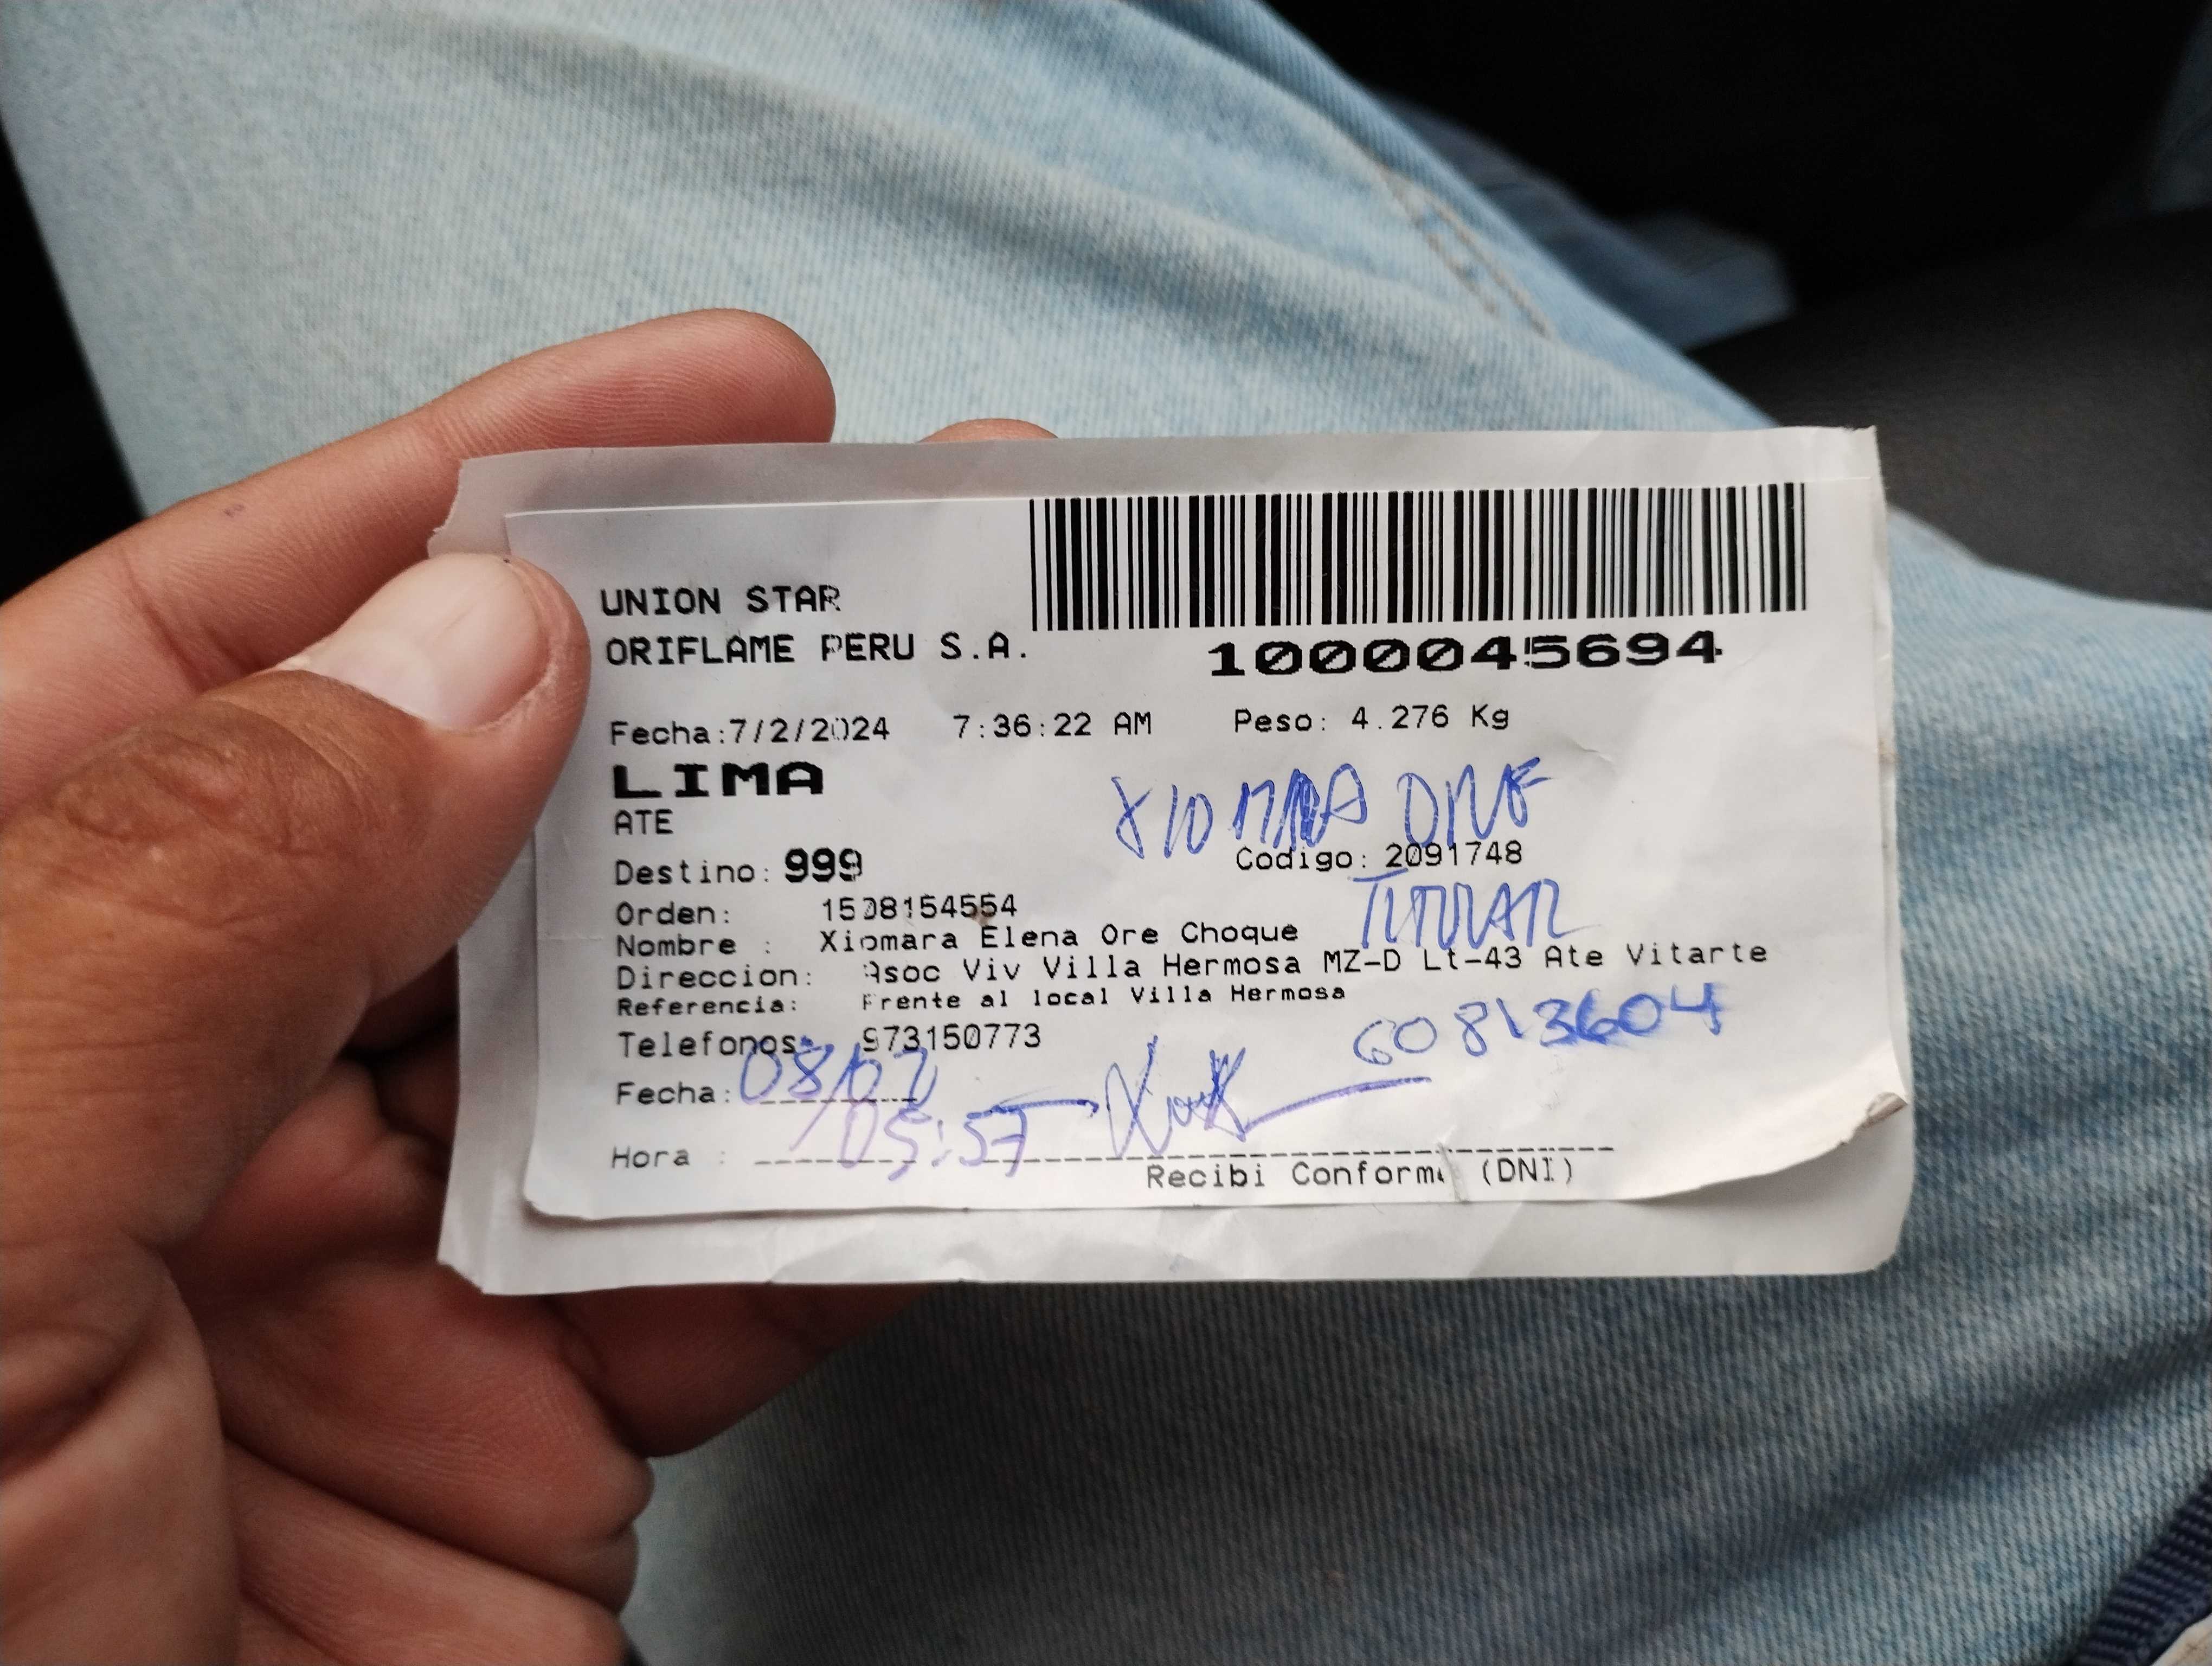 UNION STAR
ORIFLAME PERU S.A.
1000045694
Fecha:7/2/2024 7:36:22 AM Peso: 4.276 Kg
LIMA
XIOMARA ORE
ATE
Destino: 999 Codigo: 2091748
Orden: 1508154554
TITULAR
Nombre : Xiomara Elena Ore Choque
Direccion: Asoc Viv Villa Hermosa MZ-D Lt-43 Ate Vitarte
Referencia: Frente al local Villa Hermosa
Telefonos: 973150773 60813604
Fecha: 08/02
Hora : 05:57
Recibi Conforme (DNI)